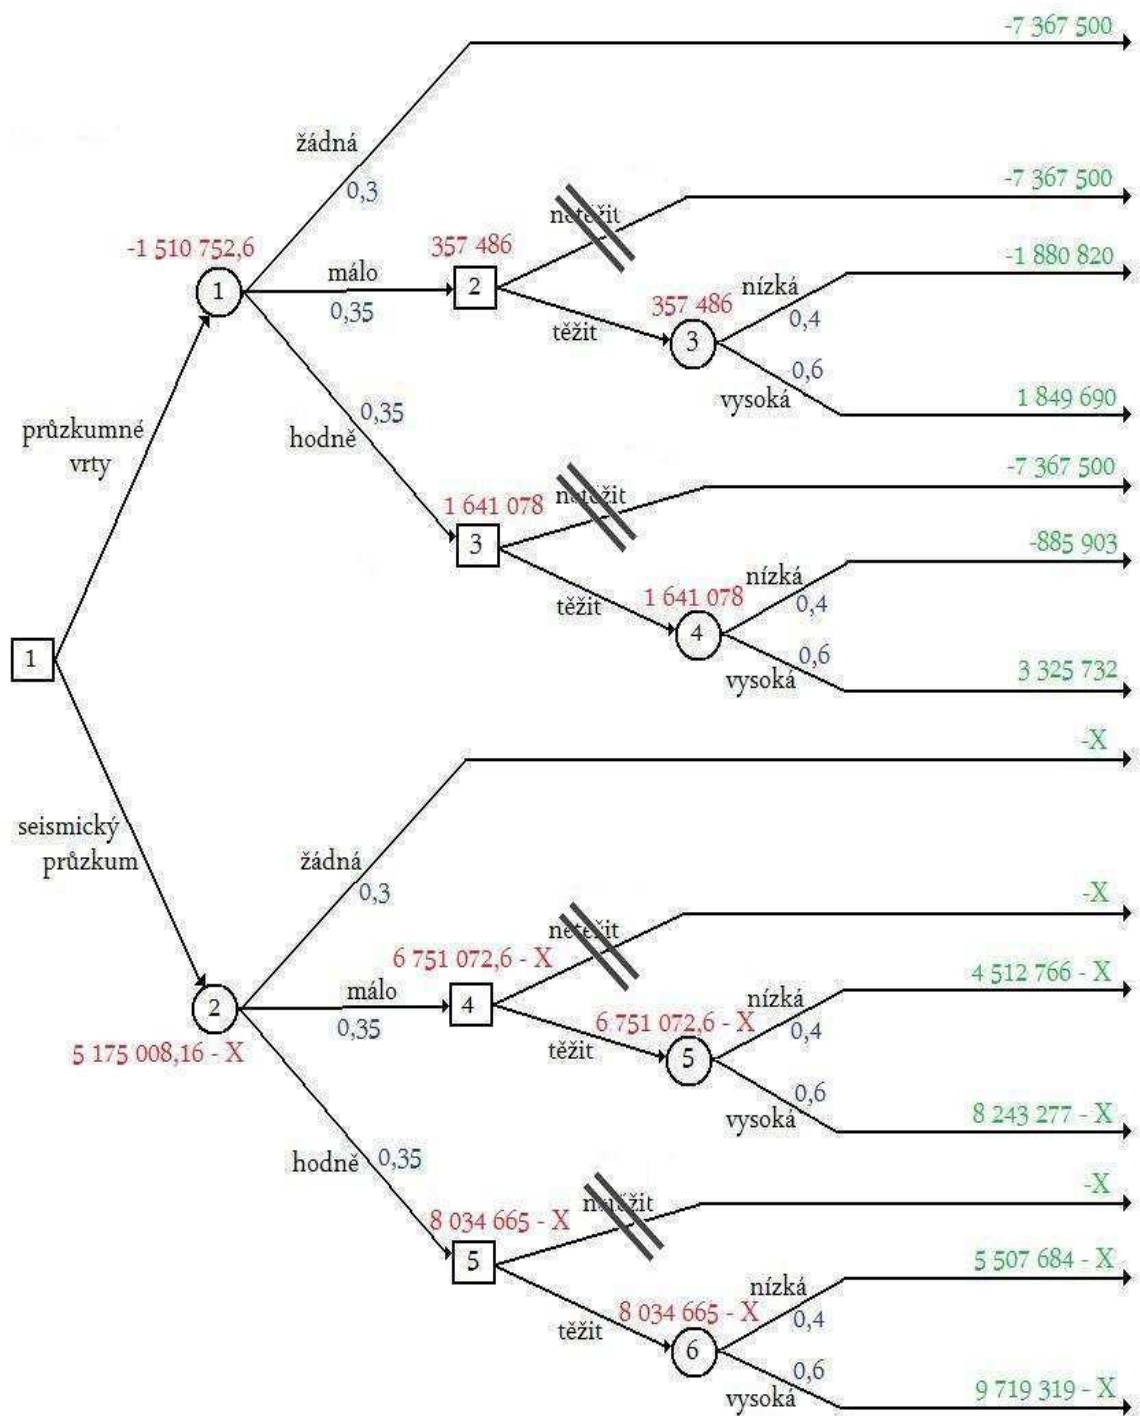 -7 367 500
žádná
0,3
-7 367 500
netěžit
-1 510 752,6
357 486
-1 880 820
málo
nízká
1
2
357 486
0,35
0,4
těžit
3
0,6
vysoká
1 849 690
0,35
průzkumné
hodně
vrty
-7 367 500
netěžit
1 641 078
3
-885 903
nízká
těžit
1 641 078
0,4
4
1
0,6
vysoká
3 325 732
-X
seismický
průzkum
žádná
0,3
-X
netěžit
6 751 072,6 - X
4 512 766 - X
málo
nízká
2
4
6 751 072,6 - X
0,35
0,4
5 175 008,16 - X
těžit
5
0,6
vysoká
8 243 277 - X
hodně
0,35
-X
netěžit
8 034 665 - X
5
5 507 684 - X
nízká
8 034 665 - X
0,4
těžit
6
0,6
vysoká
9 719 319 - X